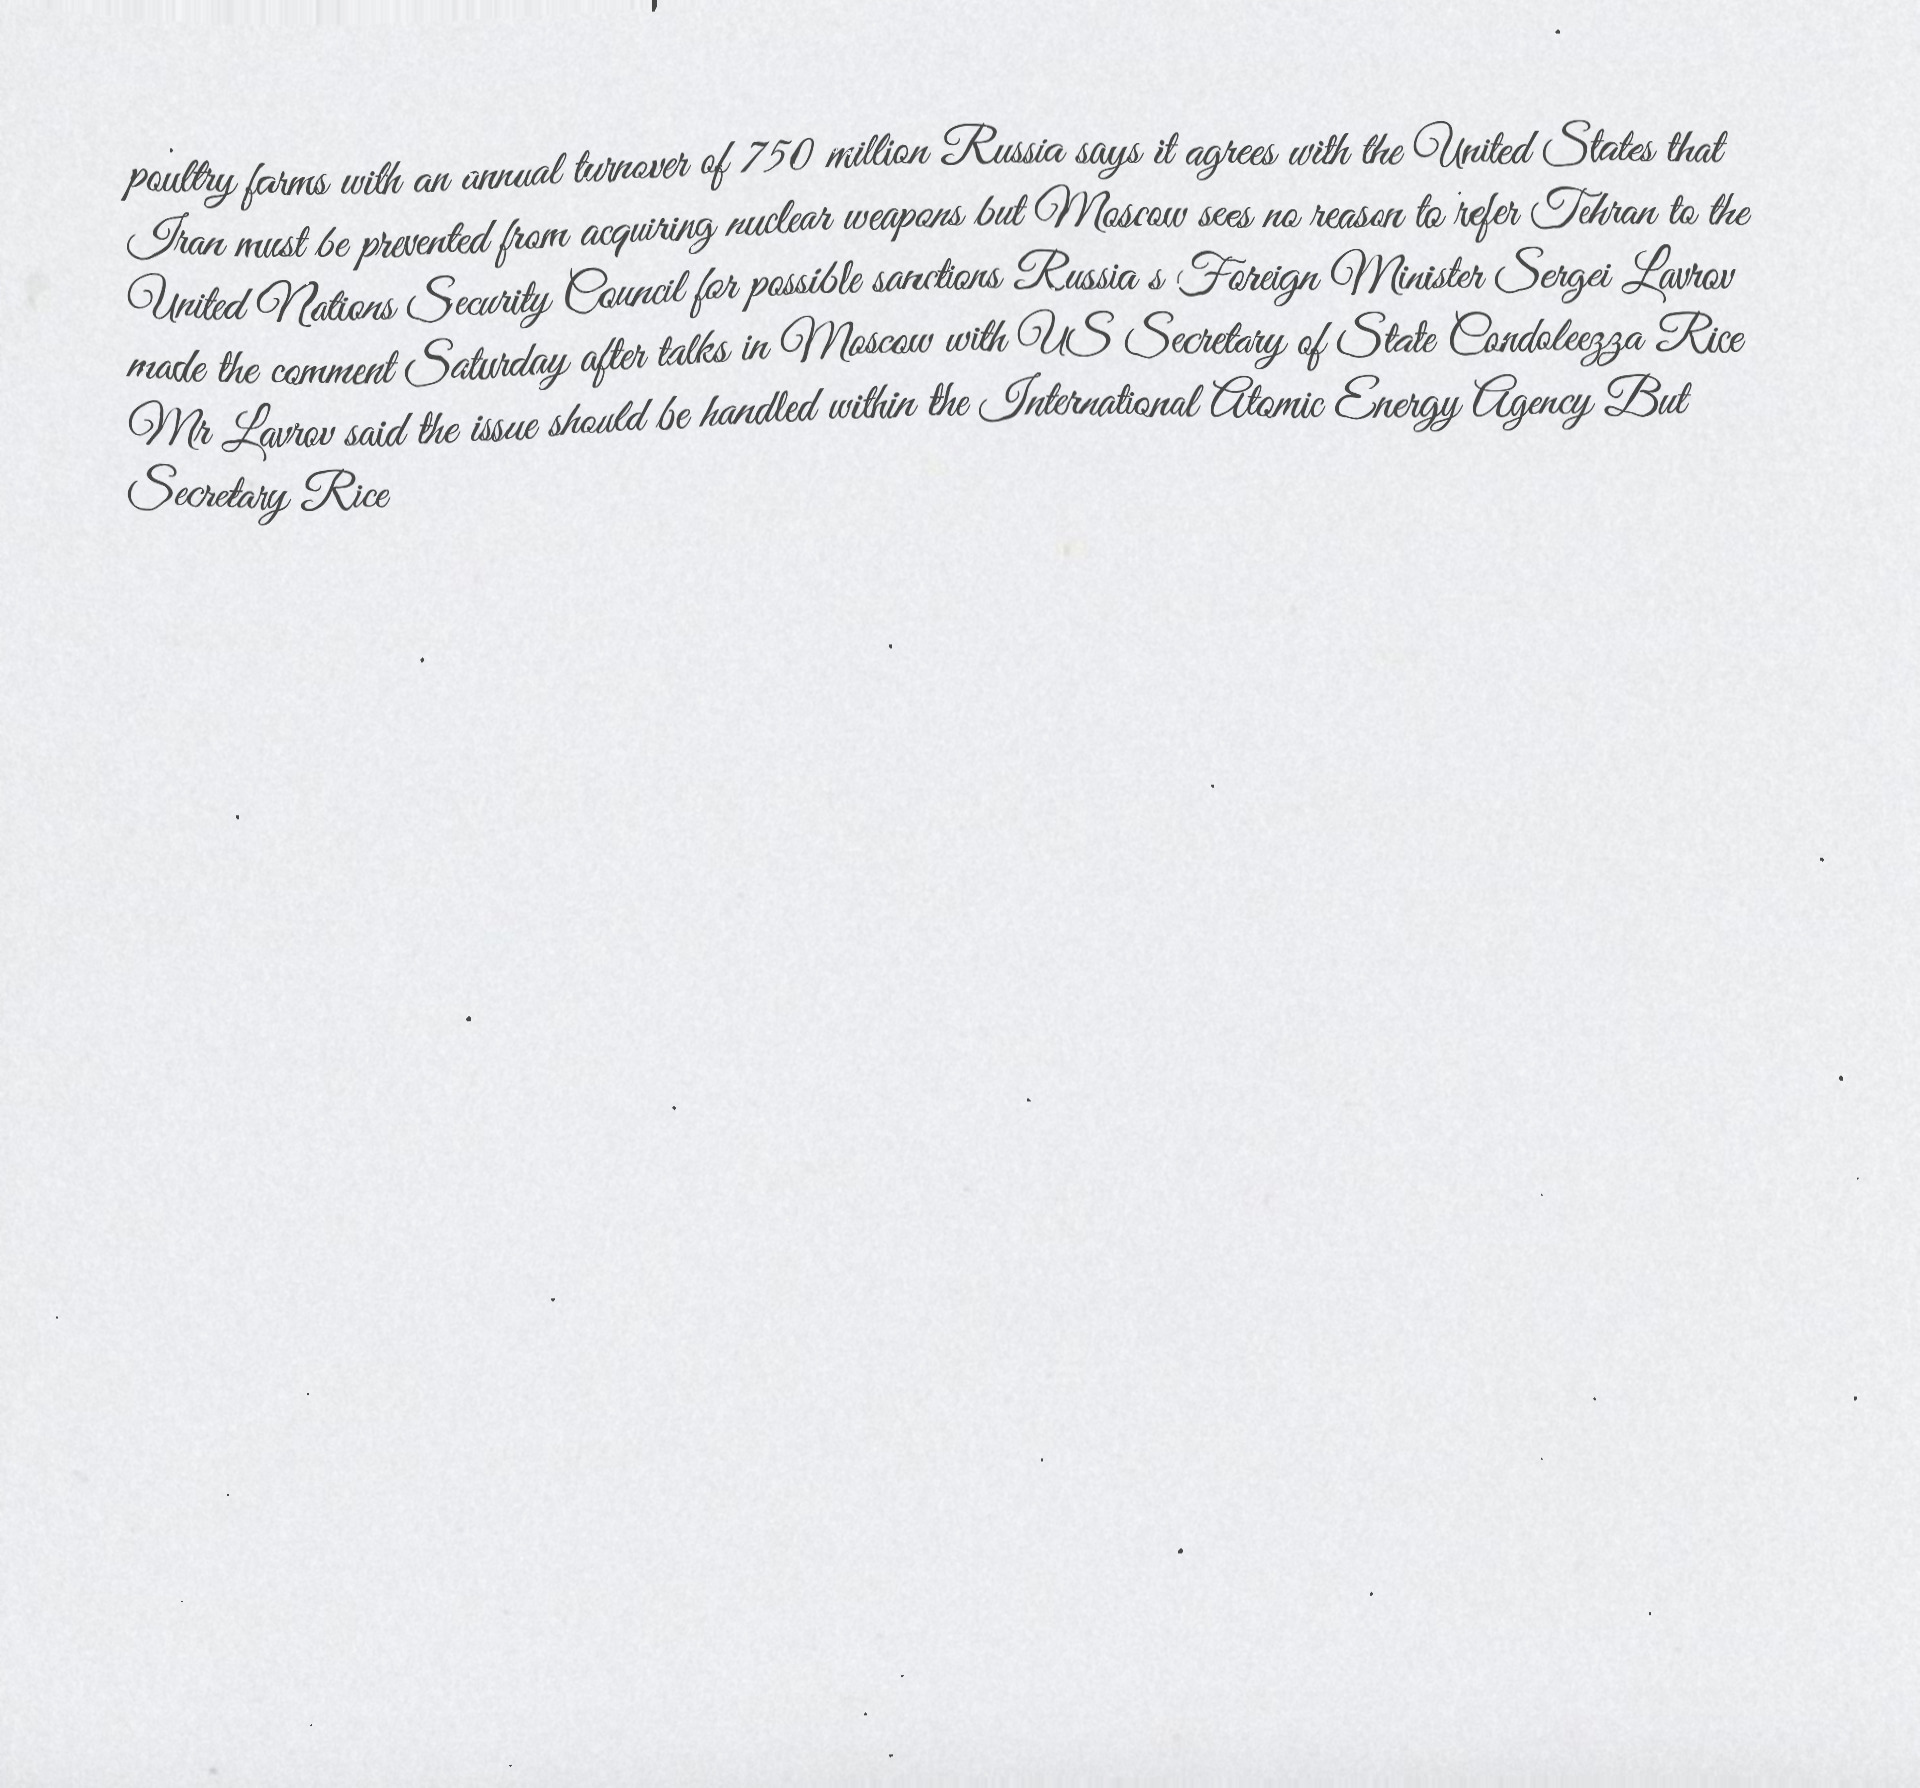 poultry farms with an annual turnover of 750 million Russia says it agrees with the United States that
Iran must be prevented from acquiring nuclear weapons but Moscow sees no reason to refer Tehran to the
United Nations Security Council for possible sanctions Russia s Foreign Minister Sergei Lavrov
made the comment Saturday after talks in Moscow with US Secretary of State Condoleezza Rice
Mr Lavrov said the issue should be handled within the International Atomic Energy Agency But
Secretary Rice